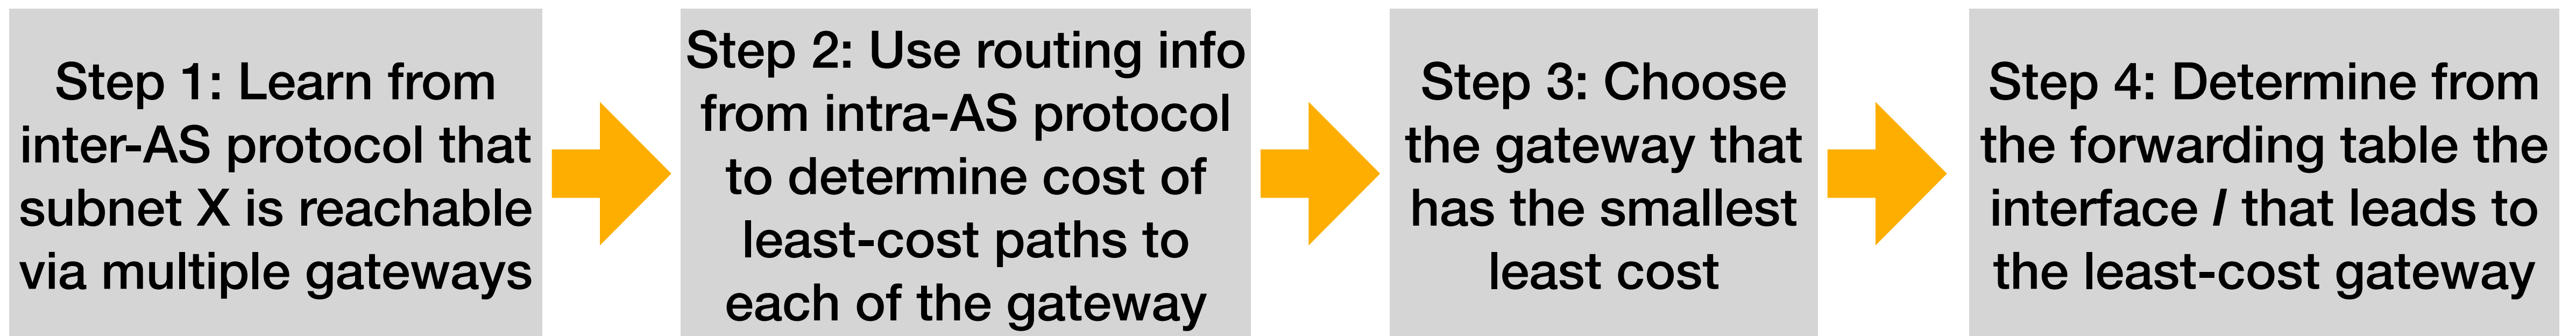 Step 1: Learn from
inter-AS protocol that
subnet X is reachable
via multiple gateways
Step 2: Use routing info
from intra-AS protocol
to determine cost of
least-cost paths to
each of the gateway
Step 3: Choose
the gateway that
has the smallest
least cost
Step 4: Determine from
the forwarding table the
interface I that leads to
the least-cost gateway